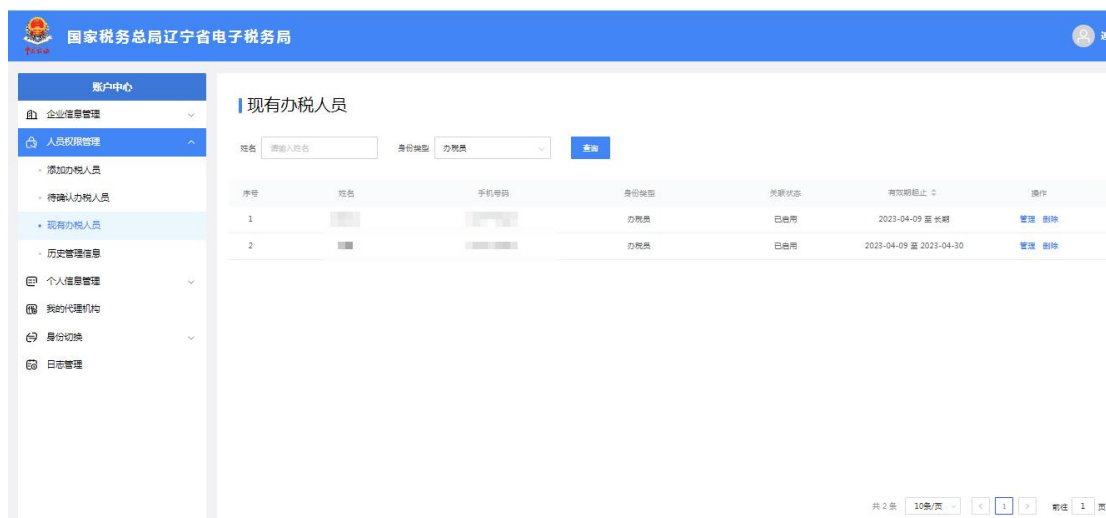 国家税务总局辽宁省电子税务局
账户中心
企业信息管理
人员权限管理
添加办税人员
待确认办税人员
现有办税人员
历史管理信息
个人信息管理
我的代理机构
身份切换
日志管理
现有办税人员
姓名 请输入姓名 身份类型 办税员 查询
序号 姓名 手机号码 身份类型 关联状态 有效期起止 操作
1 办税员 已启用 2023-04-09 至 长期 管理 删除
2 办税员 已启用 2023-04-09 至 2023-04-30 管理 删除
共 2 条 10条/页 < 1 > 前往 1 页